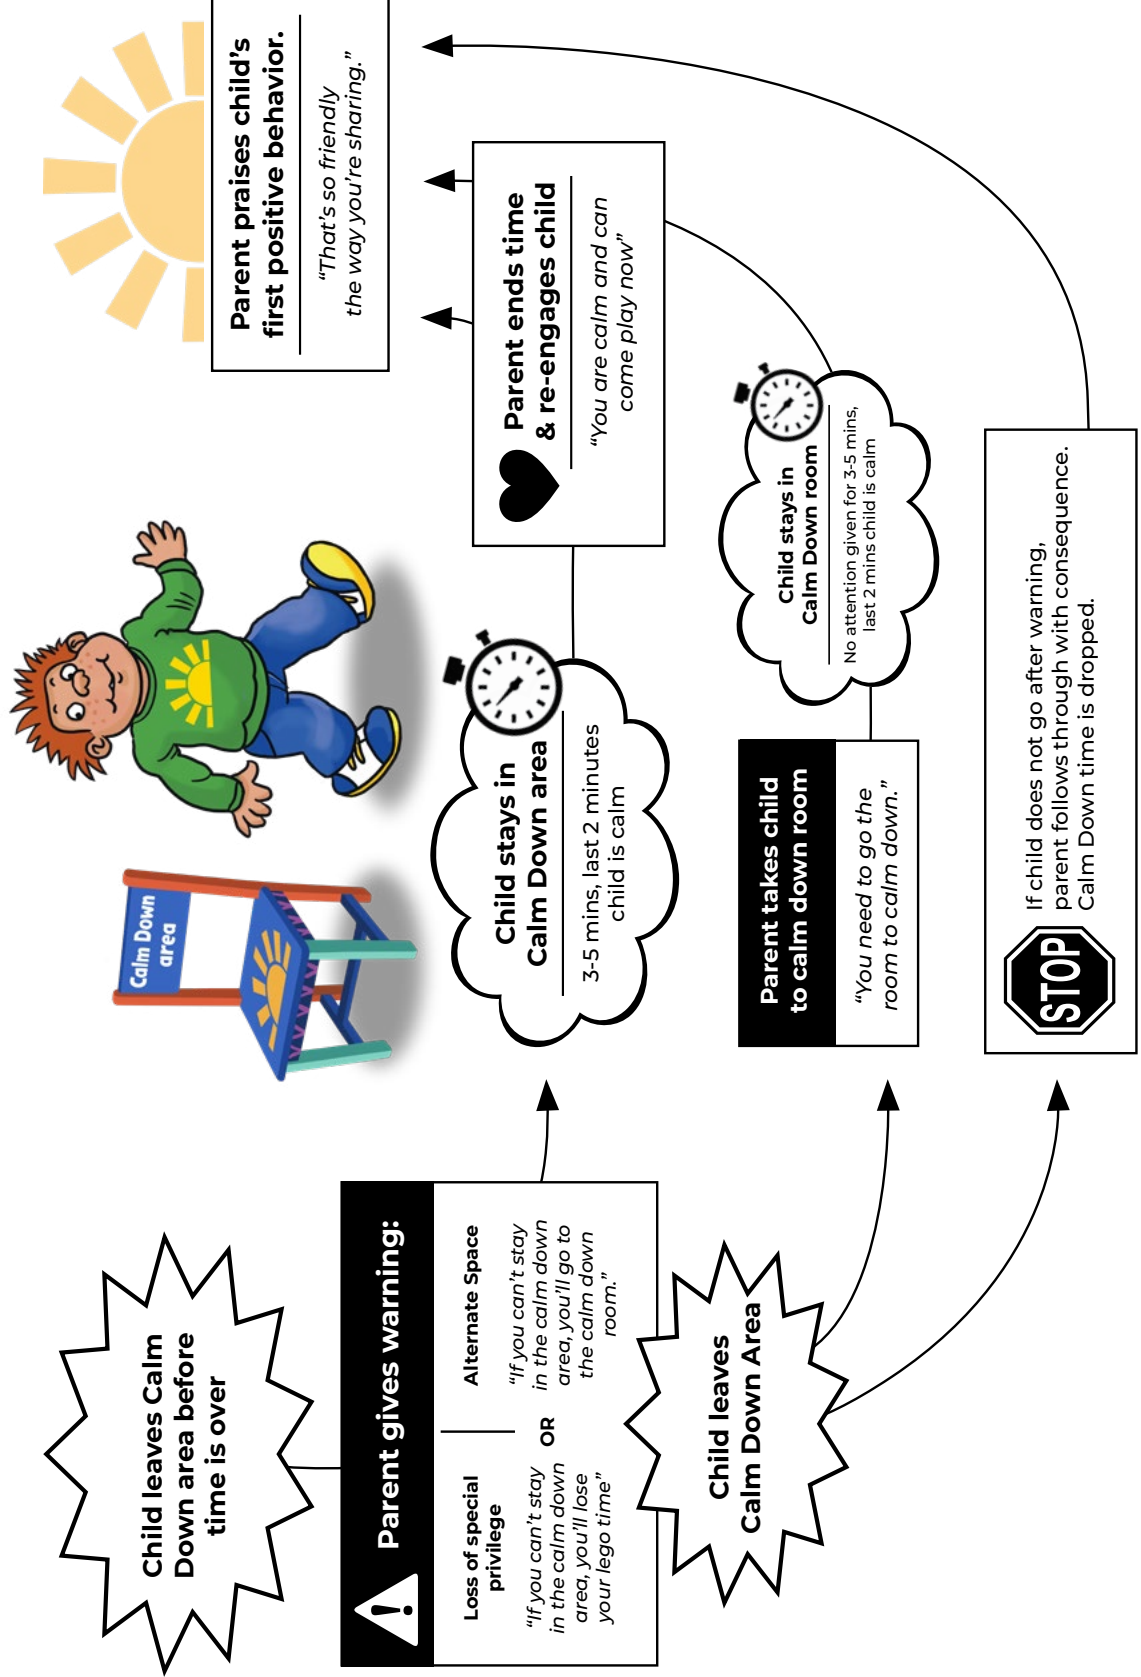 Child leaves Calm
Down area before
time is over
Parent gives warning:
Loss of special
privilege
“If you can’t stay
in the calm down
area, you’ll lose
your lego time”
OR
Alternate Space
“If you can’t stay
in the calm down
area, you’ll go to
the calm down
room.”
Child leaves
Calm Down Area
Calm Down
area
Child stays in
Calm Down area
3-5 mins, last 2 minutes
child is calm
Parent takes child
to calm down room
“You need to go the
room to calm down.”
STOP
If child does not go after warning,
parent follows through with consequence.
Calm Down time is dropped.
Child stays in
Calm Down room
No attention given for 3-5 mins,
last 2 mins child is calm
Parent ends time
& re-engages child
“You are calm and can
come play now”
Parent praises child’s
first positive behavior.
“That’s so friendly
the way you’re sharing.”